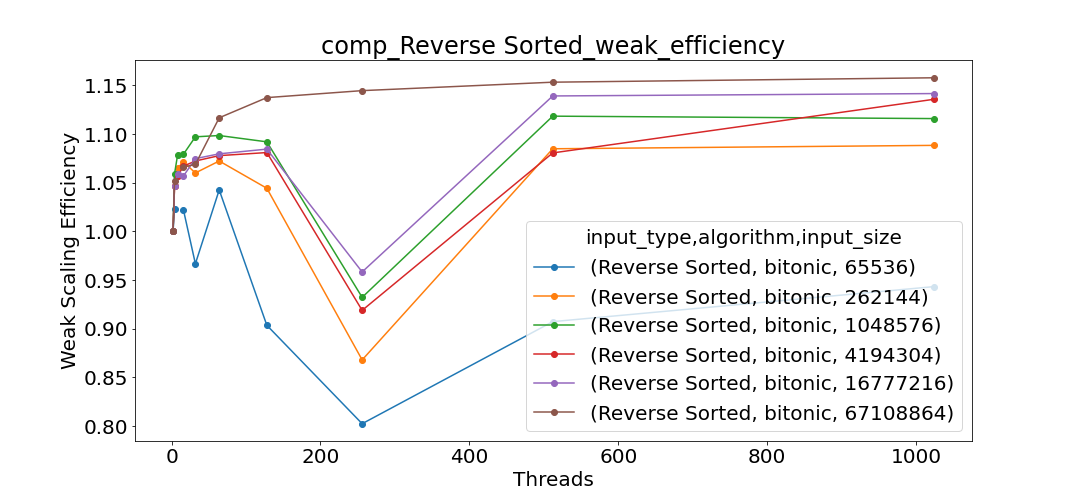 comp_Reverse Sorted_weak_efficiency
Weak Scaling Efficiency
1.15
1.10
1.05
1.00
0.95
0.90
0.85
0.80
input_type,algorithm,input_size
(Reverse Sorted, bitonic, 65536)
(Reverse Sorted, bitonic, 262144)
(Reverse Sorted, bitonic, 1048576)
(Reverse Sorted, bitonic, 4194304)
(Reverse Sorted, bitonic, 16777216)
(Reverse Sorted, bitonic, 67108864)
0 200 400 600 800 1000
Threads